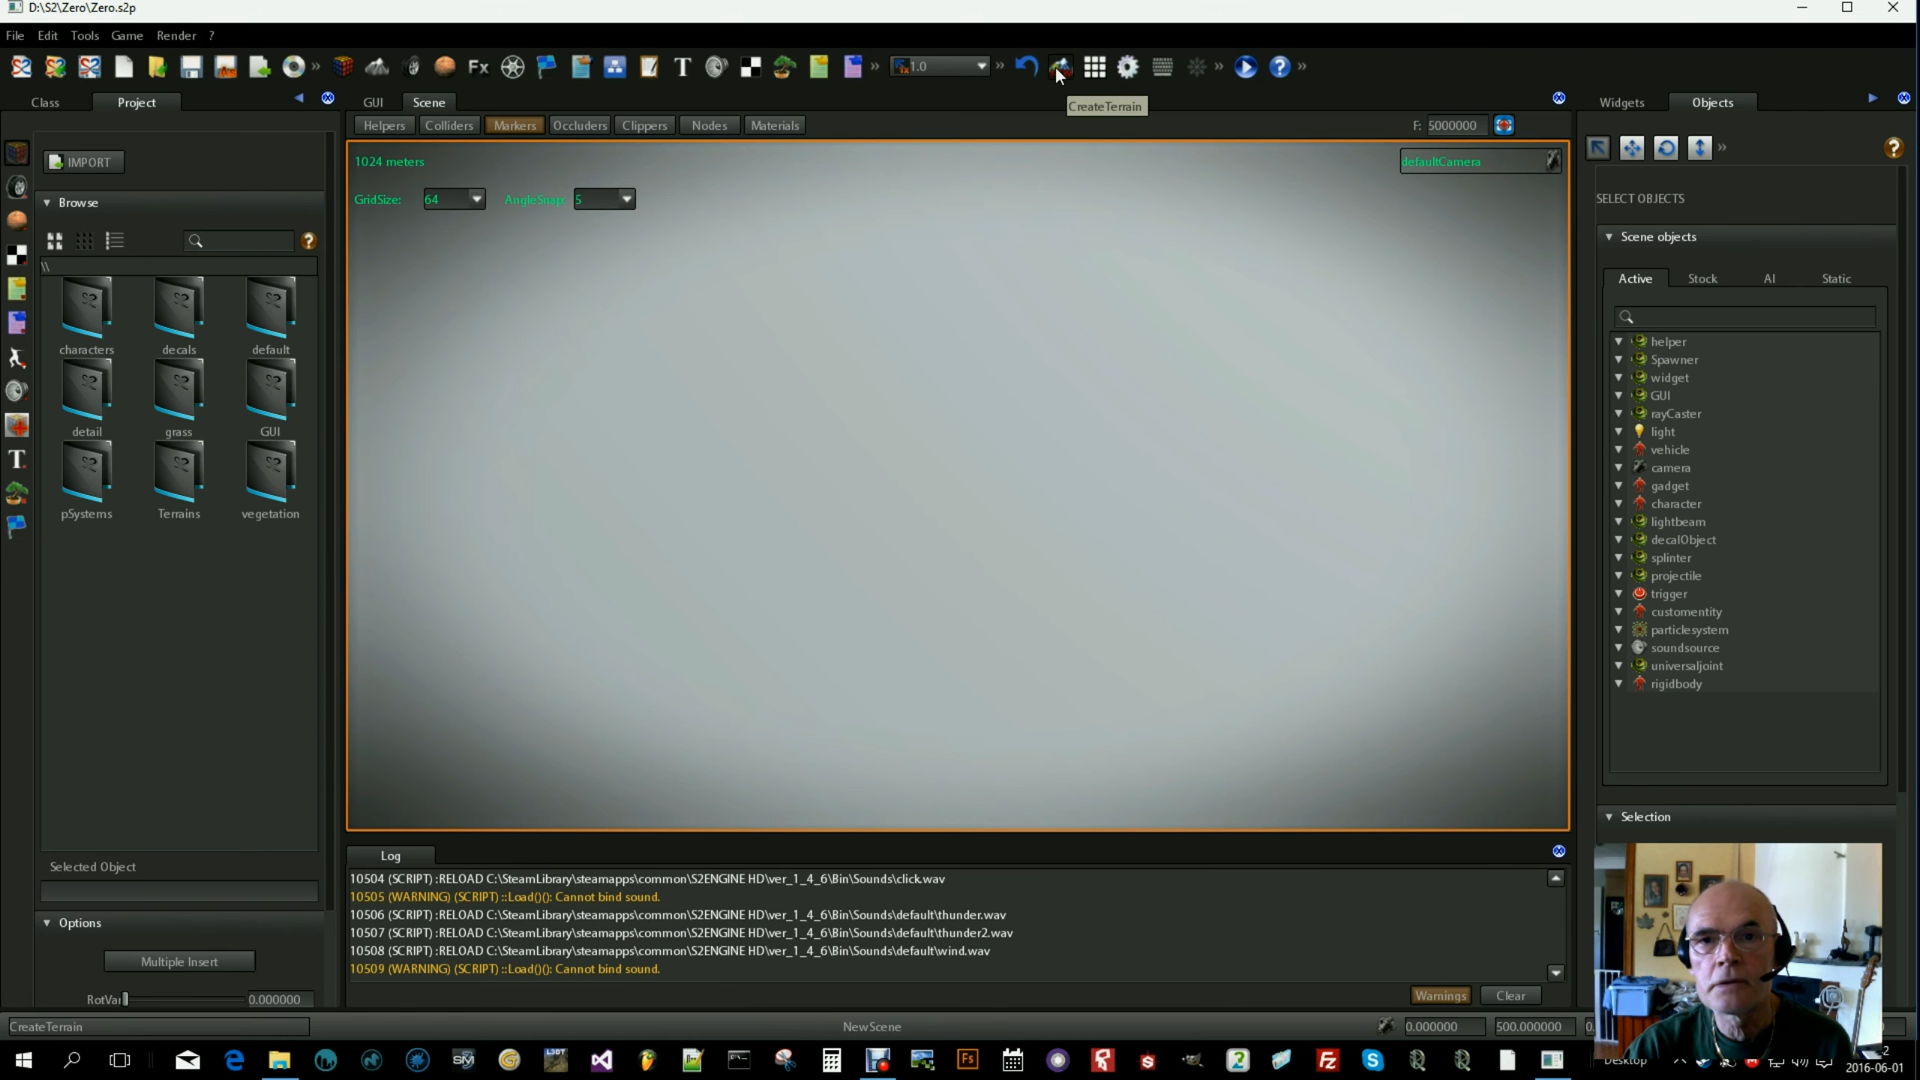 D:\S2\Zero\Zero.s2p
File Edit Tools Game Render ?
Fx T 1.0
Class Project GUI Scene Widgets Objects
CreateTerrain
Helpers Colliders Markers Occluders Clippers Nodes Materials F: 5000000
IMPORT
1024 meters
defaultCamera
GridSize: 64 AngleSnap: 5
Browse
\\
characters decals default
detail grass GUI
pSystems Terrains vegetation
Selected Object
Options
Multiple Insert
RotVar 0.000000
SELECT OBJECTS
Scene objects
Active Stock AI Static
helper
Spawner
widget
GUI
rayCaster
light
vehicle
camera
gadget
character
lightbeam
decalObject
splinter
projectile
trigger
customentity
particlesystem
soundsource
universaljoint
rigidbody
Selection
Log
10504 (SCRIPT) :RELOAD C:\SteamLibrary\steamapps\common\S2ENGINE HD\ver_1_4_6\Bin\Sounds\click.wav
10505 (WARNING) (SCRIPT) ::Load()(): Cannot bind sound.
10506 (SCRIPT) :RELOAD C:\SteamLibrary\steamapps\common\S2ENGINE HD\ver_1_4_6\Bin\Sounds\default\thunder.wav
10507 (SCRIPT) :RELOAD C:\SteamLibrary\steamapps\common\S2ENGINE HD\ver_1_4_6\Bin\Sounds\default\thunder2.wav
10508 (SCRIPT) :RELOAD C:\SteamLibrary\steamapps\common\S2ENGINE HD\ver_1_4_6\Bin\Sounds\default\wind.wav
10509 (WARNING) (SCRIPT) ::Load()(): Cannot bind sound.
Warnings Clear
CreateTerrain NewScene 0.000000 500.000000 0.
Desktop
2016-06-01